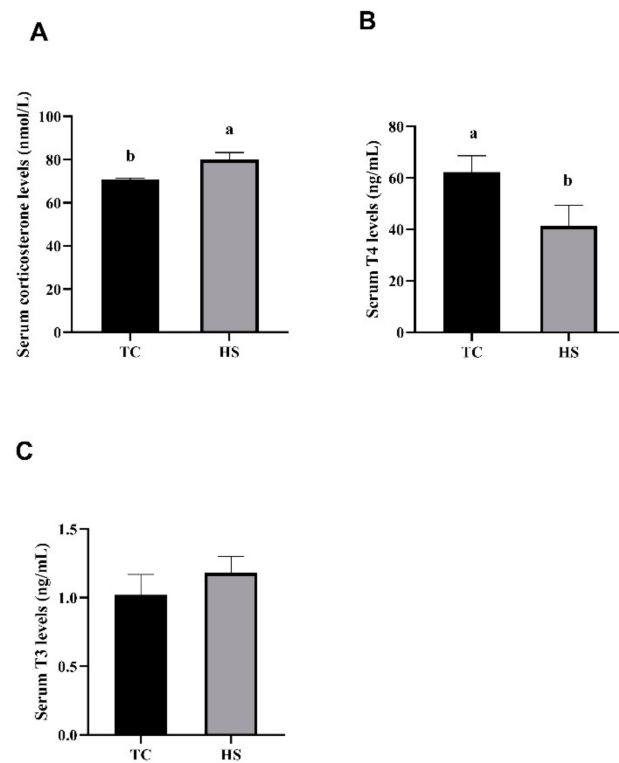 A
Serum corticosterone levels (nmol/L)
100
80
60
40
20
0
b
a
TC
HS
B
Serum T4 levels (ng/mL)
80
60
40
20
0
a
b
TC
HS
C
Serum T3 levels (ng/mL)
1.5
1.0
0.5
0.0
TC
HS